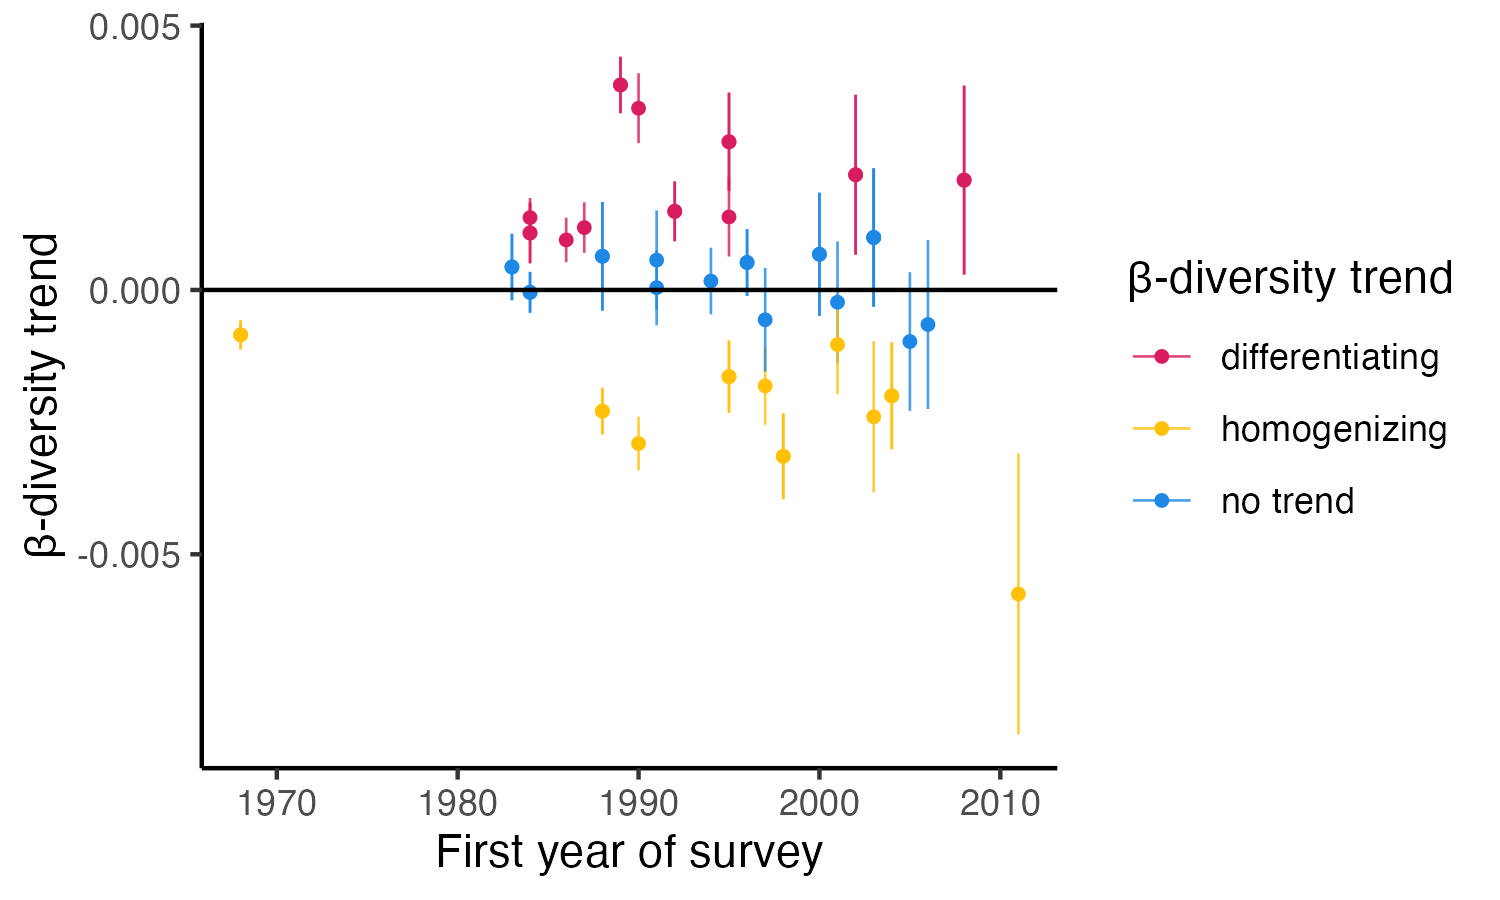 0.005
0.000
-0.005
β-diversity trend
1970 1980 1990 2000 2010
First year of survey
β-diversity trend
differentiating
homogenizing
no trend